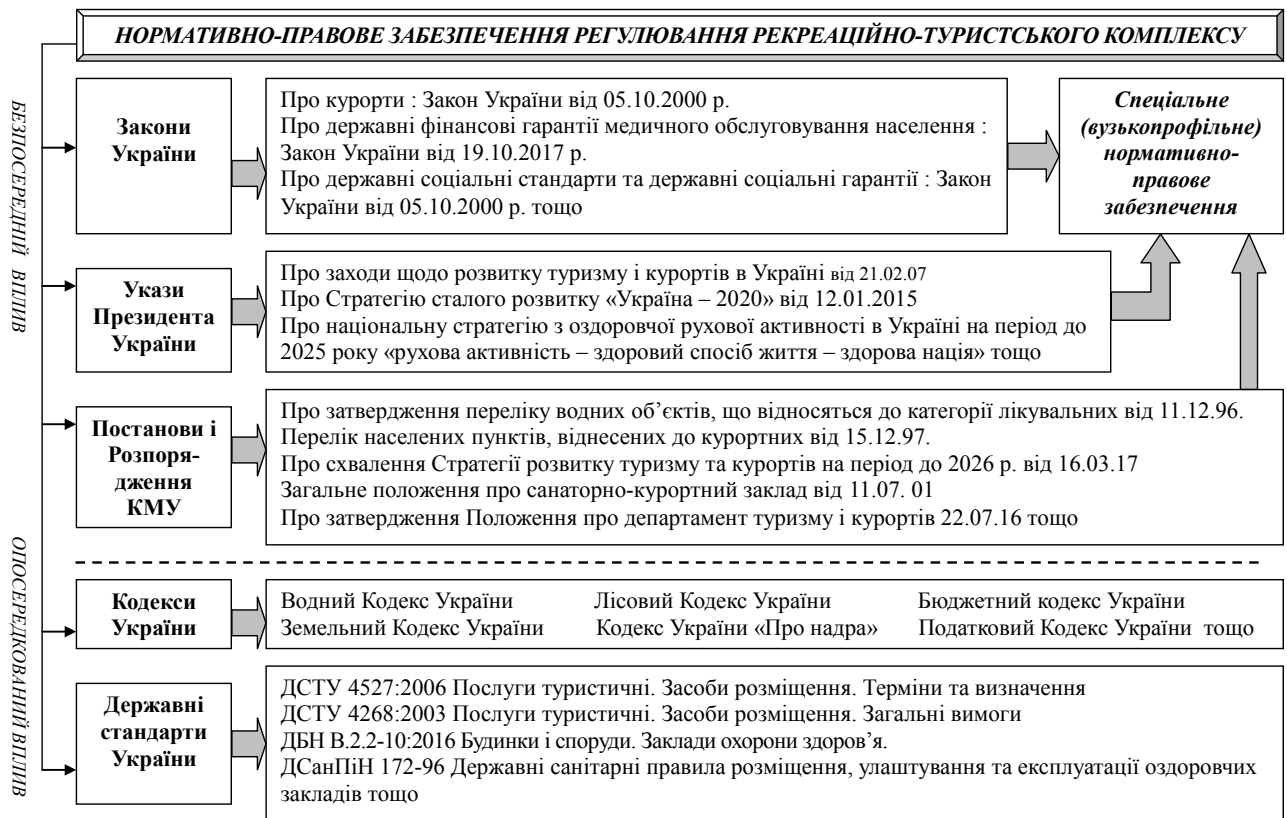 НОРМАТИВНО-ПРАВОВЕ ЗАБЕЗПЕЧЕННЯ РЕГУЛЮВАННЯ РЕКРЕАЦІЙНО-ТУРИСТСЬКОГО КОМПЛЕКСУ
БЕЗПОСЕРЕДНІЙ ВПЛИВ
Закони
України
Про курорти : Закон України від 05.10.2000 р.
Про державні фінансові гарантії медичного обслуговування населення :
Закон України від 19.10.2017 р.
Про державні соціальні стандарти та державні соціальні гарантії : Закон
України від 05.10.2000 р. тощо
Спеціальне
(вузькопрофільне)
нормативно-
правове
забезпечення
Укази
Президента
України
Про заходи щодо розвитку туризму і курортів в Україні від 21.02.07
Про Стратегію сталого розвитку «Україна – 2020» від 12.01.2015
Про національну стратегію з оздоровчої рухової активності в Україні на період до
2025 року «рухова активність – здоровий спосіб життя – здорова нація» тощо
Постанови і
Розпоря-
дження
КМУ
Про затвердження переліку водних об’єктів, що відносяться до категорії лікувальних від 11.12.96.
Перелік населених пунктів, віднесених до курортних від 15.12.97.
Про схвалення Стратегії розвитку туризму та курортів на період до 2026 р. від 16.03.17
Загальне положення про санаторно-курортний заклад від 11.07. 01
Про затвердження Положення про департамент туризму і курортів 22.07.16 тощо
ОПОСЕРЕДКОВАНИЙ ВПЛИВ
Кодекси
України
Водний Кодекс України Лісовий Кодекс України Бюджетний кодекс України
Земельний Кодекс України Кодекс України «Про надра» Податковий Кодекс України тощо
Державні
стандарти
України
ДСТУ 4527:2006 Послуги туристичні. Засоби розміщення. Терміни та визначення
ДСТУ 4268:2003 Послуги туристичні. Засоби розміщення. Загальні вимоги
ДБН В.2.2-10:2016 Будинки і споруди. Заклади охорони здоров’я.
ДСанПіН 172-96 Державні санітарні правила розміщення, улаштування та експлуатації оздоровчих
закладів тощо